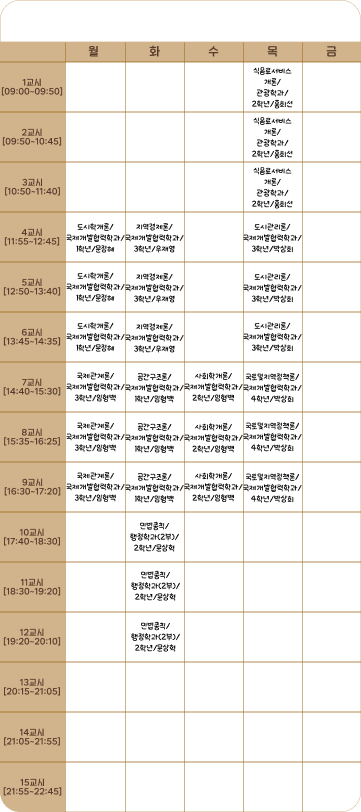 월 화 수 목 금
1교시
[09:00~09:50]
식음료서비스
개론/
관광학과/
2학년/홍희선
2교시
[09:50~10:45]
식음료서비스
개론/
관광학과/
2학년/홍희선
3교시
[10:50~11:40]
식음료서비스
개론/
관광학과/
2학년/홍희선
4교시
[11:55~12:45]
도시학개론/
국제개발협력학과/
1학년/문장혜
지역경제론/
국제개발협력학과/
3학년/우재영
도시관리론/
국제개발협력학과/
3학년/박상희
5교시
[12:50~13:40]
도시학개론/
국제개발협력학과/
1학년/문장혜
지역경제론/
국제개발협력학과/
3학년/우재영
도시관리론/
국제개발협력학과/
3학년/박상희
6교시
[13:45~14:35]
도시학개론/
국제개발협력학과/
1학년/문장혜
지역경제론/
국제개발협력학과/
3학년/우재영
도시관리론/
국제개발협력학과/
3학년/박상희
7교시
[14:40~15:30]
국제관계론/
국제개발협력학과/
3학년/임형백
공간구조론/
국제개발협력학과/
1학년/임형백
사회학개론/
국제개발협력학과/
2학년/임형백
국토및지역정책론/
국제개발협력학과/
4학년/박상희
8교시
[15:35~16:25]
국제관계론/
국제개발협력학과/
3학년/임형백
공간구조론/
국제개발협력학과/
1학년/임형백
사회학개론/
국제개발협력학과/
2학년/임형백
국토및지역정책론/
국제개발협력학과/
4학년/박상희
9교시
[16:30~17:20]
국제관계론/
국제개발협력학과/
3학년/임형백
공간구조론/
국제개발협력학과/
1학년/임형백
사회학개론/
국제개발협력학과/
2학년/임형백
국토및지역정책론/
국제개발협력학과/
4학년/박상희
10교시
[17:40~18:30]
민법총칙/
행정학과(2부)/
2학년/문상혁
11교시
[18:30~19:20]
민법총칙/
행정학과(2부)/
2학년/문상혁
12교시
[19:20~20:10]
민법총칙/
행정학과(2부)/
2학년/문상혁
13교시
[20:15~21:05]
14교시
[21:05~21:55]
15교시
[21:55~22:45]